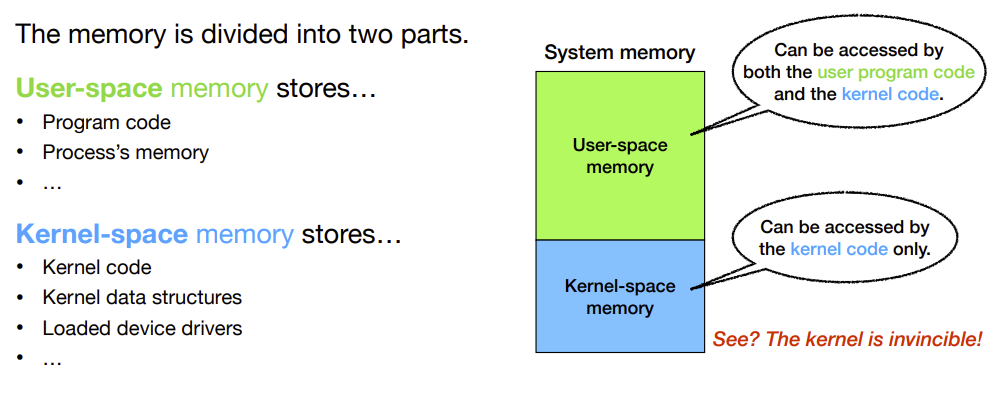 The memory is divided into two parts.
User-space memory stores…
• Program code
• Process’s memory
• …
Kernel-space memory stores…
• Kernel code
• Kernel data structures
• Loaded device drivers
• …
System memory
User-space
memory
Kernel-space
memory
Can be accessed by
both the user program code
and the kernel code.
Can be accessed by
the kernel code only.
See? The kernel is invincible!